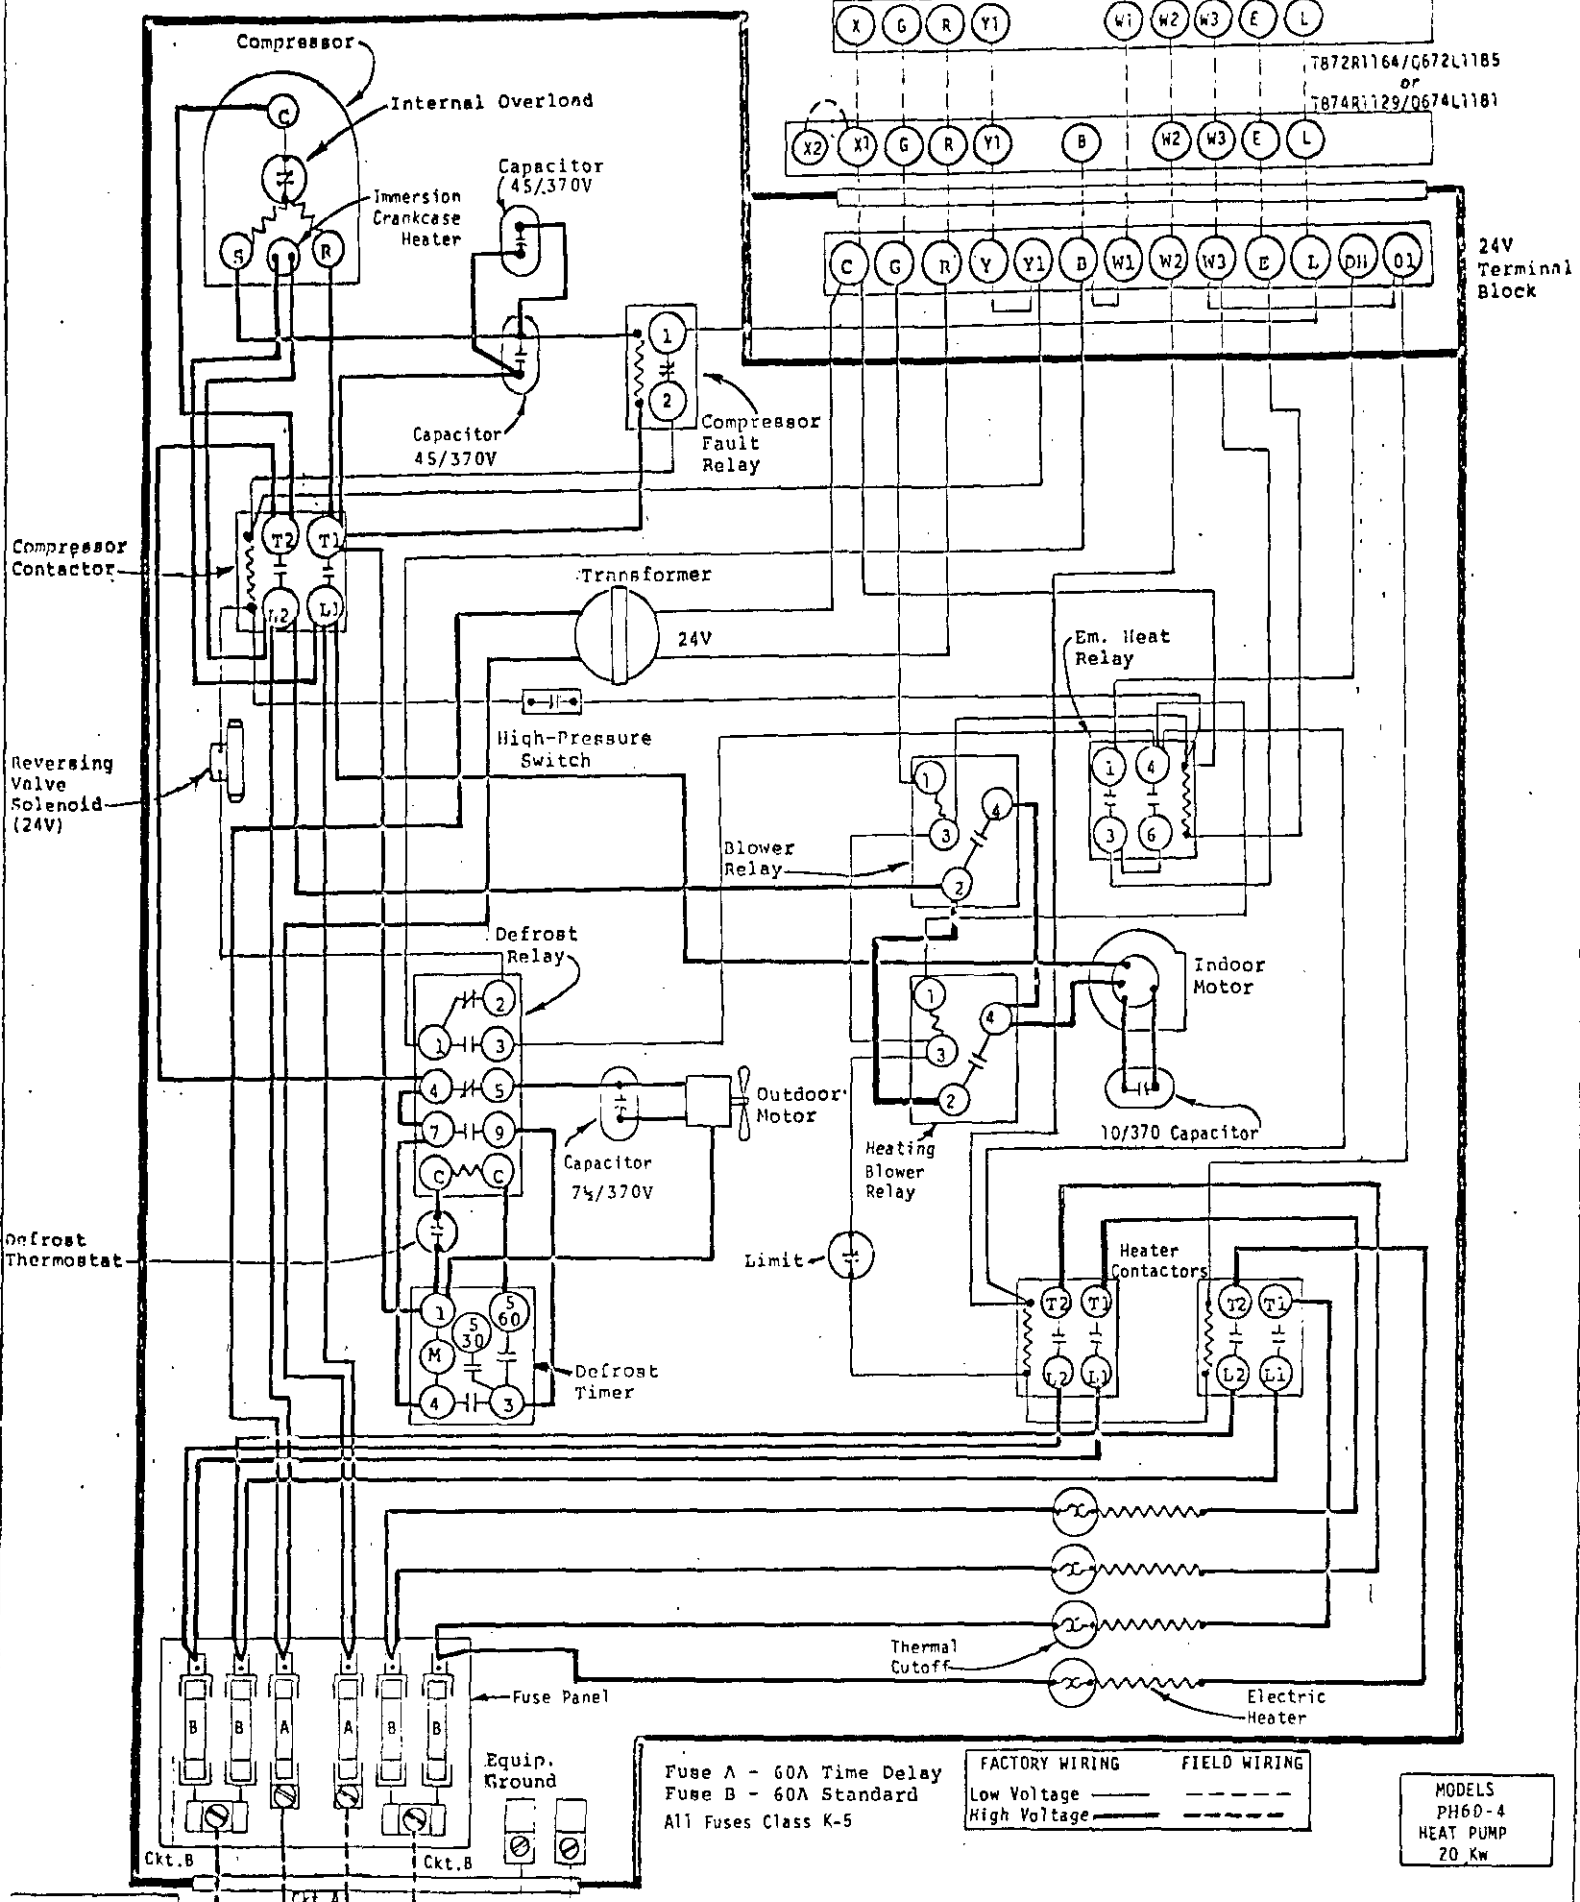 X G R Y1 W1 W2 W3 E L
T872R1164/Q672L1185
or
T874R1129/Q674L1181
X2 X1 G R Y1 B W2 W3 E L
C G R Y Y1 B W1 W2 W3 E L DH O1
24V
Terminal
Block
Compressor
Internal Overload
C
Immersion
Crankcase
Heater
S R
Capacitor
45/370V
Capacitor
45/370V
1
2
Compressor
Fault
Relay
Compressor
Contactor
T2 T1
L2 L1
Transformer
24V
High-Pressure
Switch
Reversing
Valve
Solenoid
(24V)
Em. Heat
Relay
1 4
3 6
Blower
Relay
1
4
3
2
Defrost
Relay
2
1 3
4 5
7 9
C C
Capacitor
7½/370V
Outdoor
Motor
Indoor
Motor
10/370 Capacitor
1
4
3
2
Heating
Blower
Relay
Defrost
Thermostat
Limit
Heater
Contactors
T2 T1
L2 L1
T2 T1
L2 L1
1
5
30
5
60
M
4 3
Defrost
Timer
Thermal
Cutoff
Electric
Heater
Fuse Panel
B B A A B B
Equip.
Ground
Ckt.B
Ckt.B
Ckt A
Fuse A - 60A Time Delay
Fuse B - 60A Standard
All Fuses Class K-5
FACTORY WIRING FIELD WIRING
Low Voltage
High Voltage
MODELS
PH60-4
HEAT PUMP
20 Kw